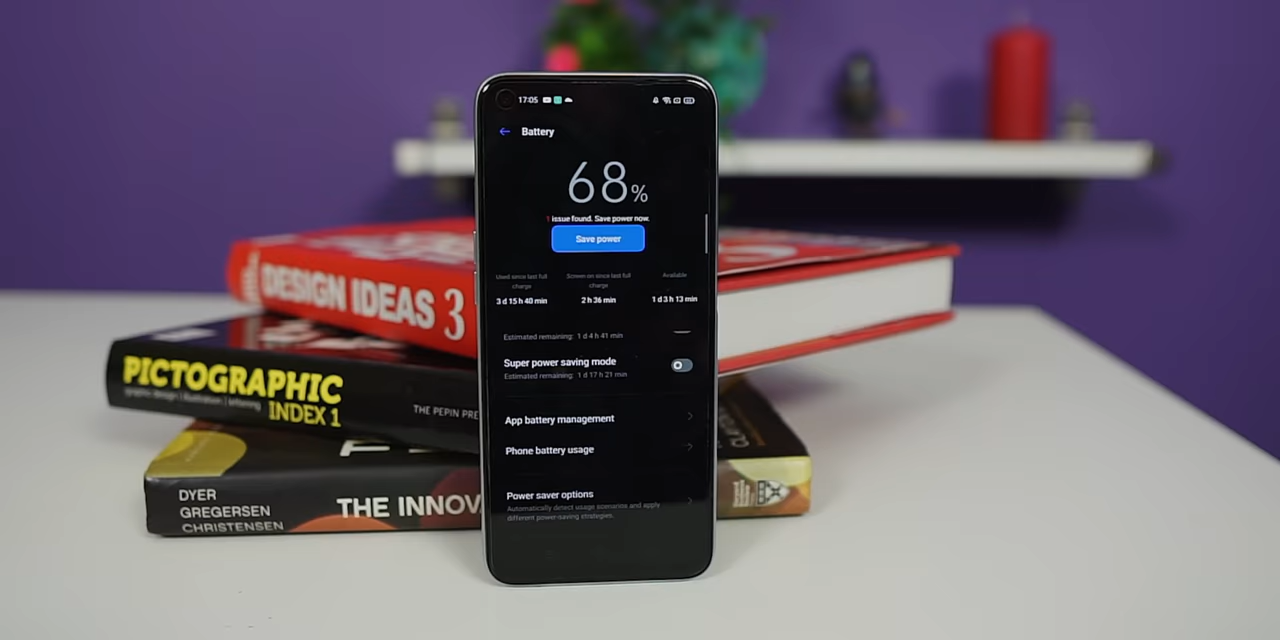 17:05
Battery
68%
1 issue found. Save power now.
Save power
Used since last full
charge
3 d 15 h 40 min
Screen on since last full
charge
2 h 36 min
Available
1 d 3 h 13 min
Estimated remaining: 1 d 4 h 41 min
Super power saving mode
Estimated remaining: 1 d 17 h 21 min
App battery management
Phone battery usage
Power saver options
Automatically detect usage scenarios and apply
different power-saving strategies.
DESIGN IDEAS 3
PICTOGRAPHIC
INDEX 1
THE PEPIN PRE
DYER
GREGERSEN
CHRISTENSEN
THE INNOV